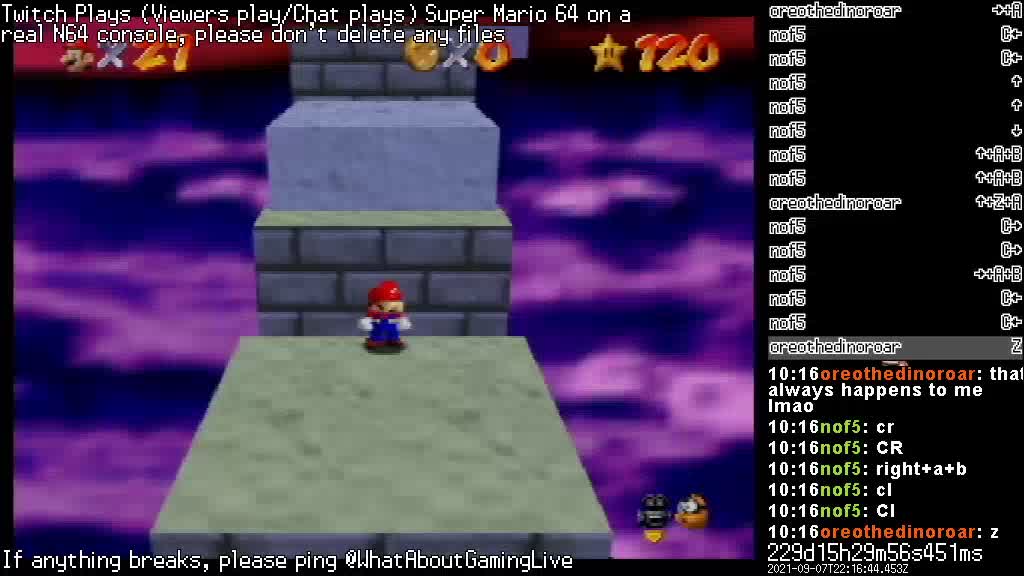 Twitch Plays (Viewers play/Chat plays) Super Mario 64 on a
real N64 console, please don't delete any files
x 21
x 0
120
oreothedinoroar →+A
nof5 C←
nof5 C←
nof5 ↑
nof5 ↑
nof5 ↓
nof5 ↑+A+B
nof5 ↑+A+B
oreothedinoroar ↑+Z+A
nof5 C→
nof5 C→
nof5 →+A+B
nof5 C←
nof5 C←
oreothedinoroar Z
10:16oreothedinoroar: that
always happens to me
lmao
10:16nof5: cr
10:16nof5: CR
10:16nof5: right+a+b
10:16nof5: cl
10:16nof5: Cl
10:16oreothedinoroar: z
229d15h29m56s451ms
2021-09-07T22:16:44.453Z
If anything breaks, please ping @WhatAboutGamingLive